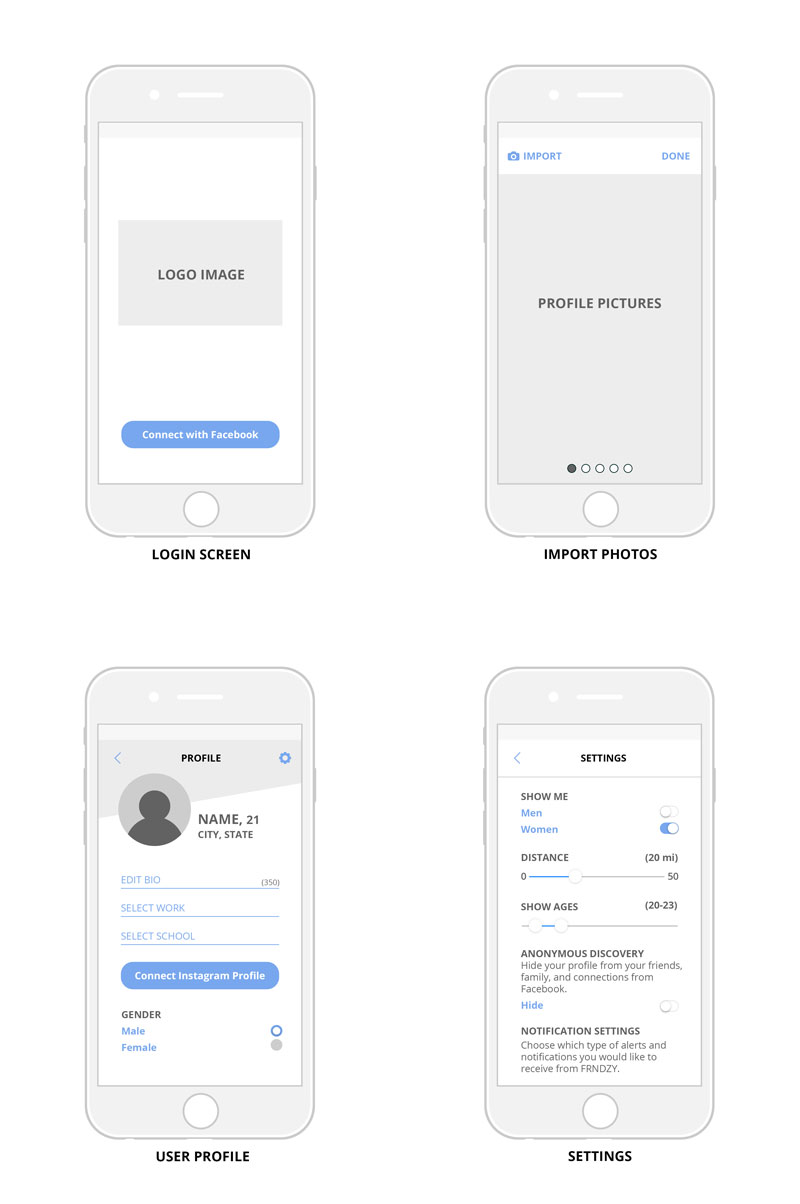 LOGO IMAGE
Connect with Facebook
LOGIN SCREEN
IMPORT DONE
PROFILE PICTURES
IMPORT PHOTOS
PROFILE
NAME, 21
CITY, STATE
EDIT BIO (350)
SELECT WORK
SELECT SCHOOL
Connect Instagram Profile
GENDER
Male
Female
USER PROFILE
SETTINGS
SHOW ME
Men
Women
DISTANCE (20 mi)
0 50
SHOW AGES (20-23)
ANONYMOUS DISCOVERY
Hide your profile from your friends,
family, and connections from
Facebook.
Hide
NOTIFICATION SETTINGS
Choose which type of alerts and
notifications you would like to
receive from FRNDZY.
SETTINGS